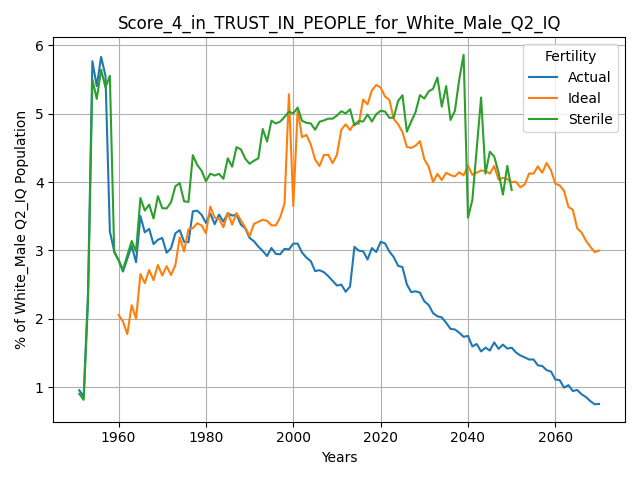 Score_4_in_TRUST_IN_PEOPLE_for_White_Male_Q2_IQ
% of White_Male Q2_IQ Population
6
5
4
3
2
1
Fertility
Actual
Ideal
Sterile
1960 1980 2000 2020 2040 2060
Years